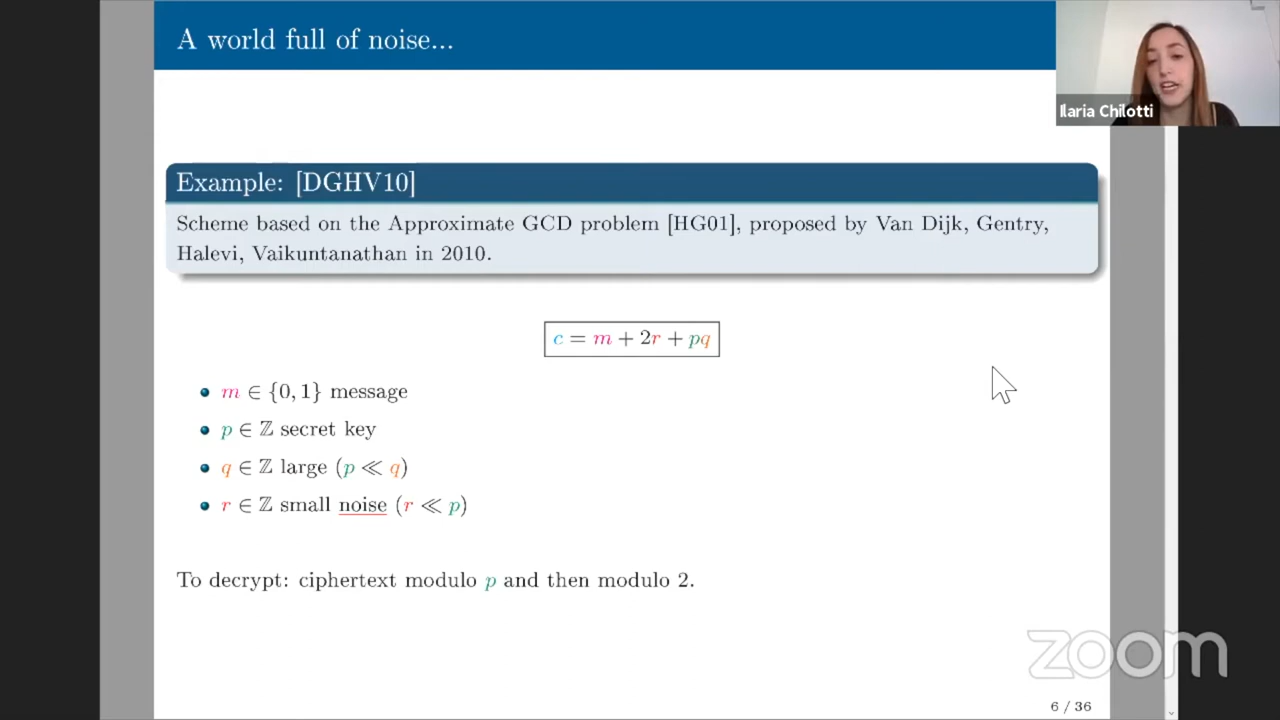 A world full of noise...
Ilaria Chilotti
Example: [DGHV10]
Scheme based on the Approximate GCD problem [HG01], proposed by Van Dijk, Gentry,
Halevi, Vaikuntanathan in 2010.
c = m + 2r + pq
• m ∈ {0, 1} message
• p ∈ ℤ secret key
• q ∈ ℤ large (p ≪ q)
• r ∈ ℤ small noise (r ≪ p)
To decrypt: ciphertext modulo p and then modulo 2.
zoom
6 / 36